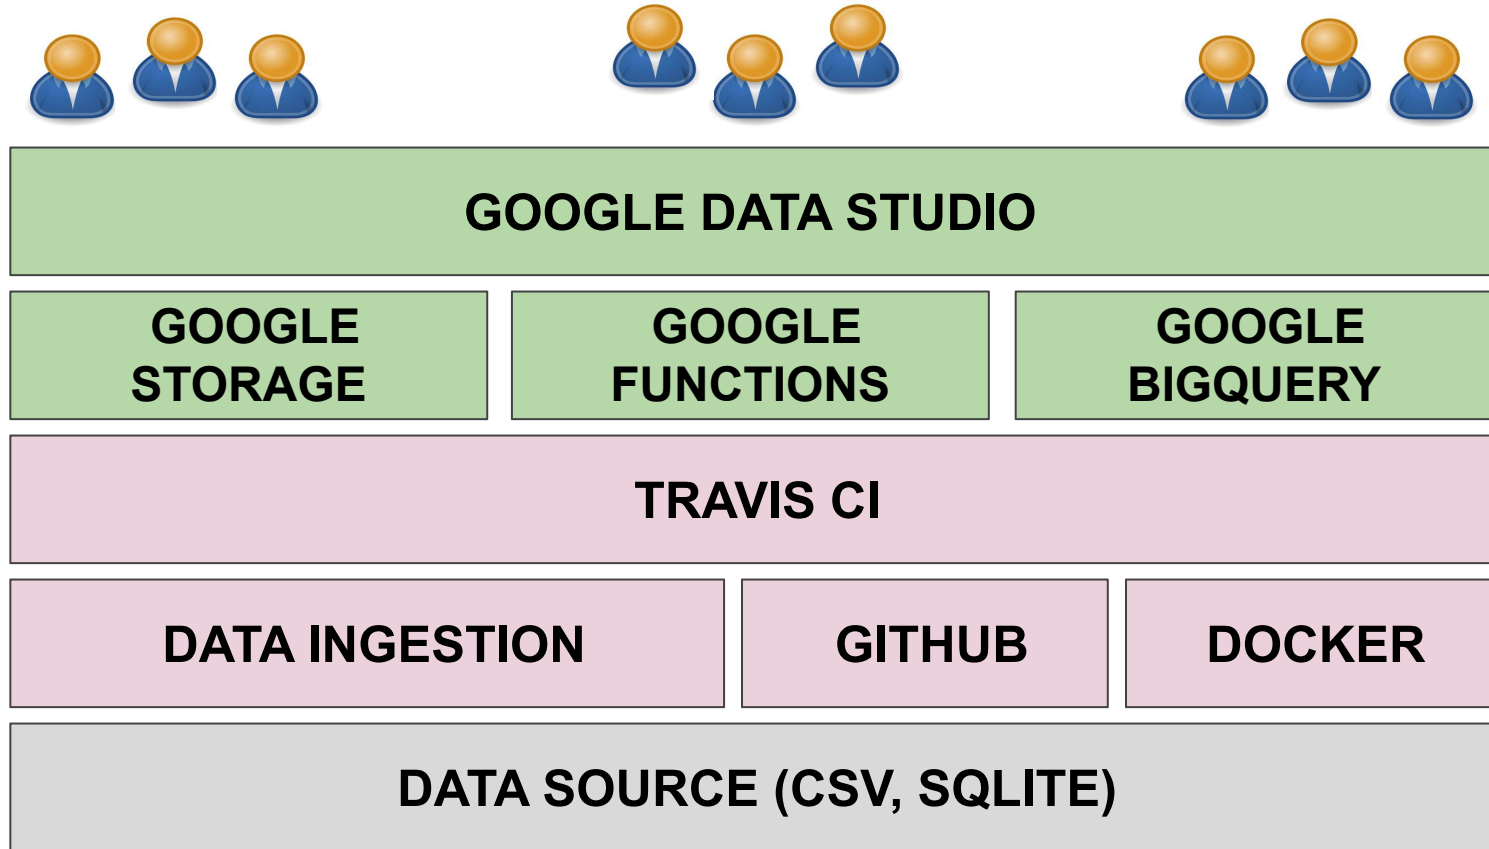 GOOGLE DATA STUDIO
GOOGLE
STORAGE
GOOGLE
FUNCTIONS
GOOGLE
BIGQUERY
TRAVIS CI
DATA INGESTION
GITHUB
DOCKER
DATA SOURCE (CSV, SQLITE)